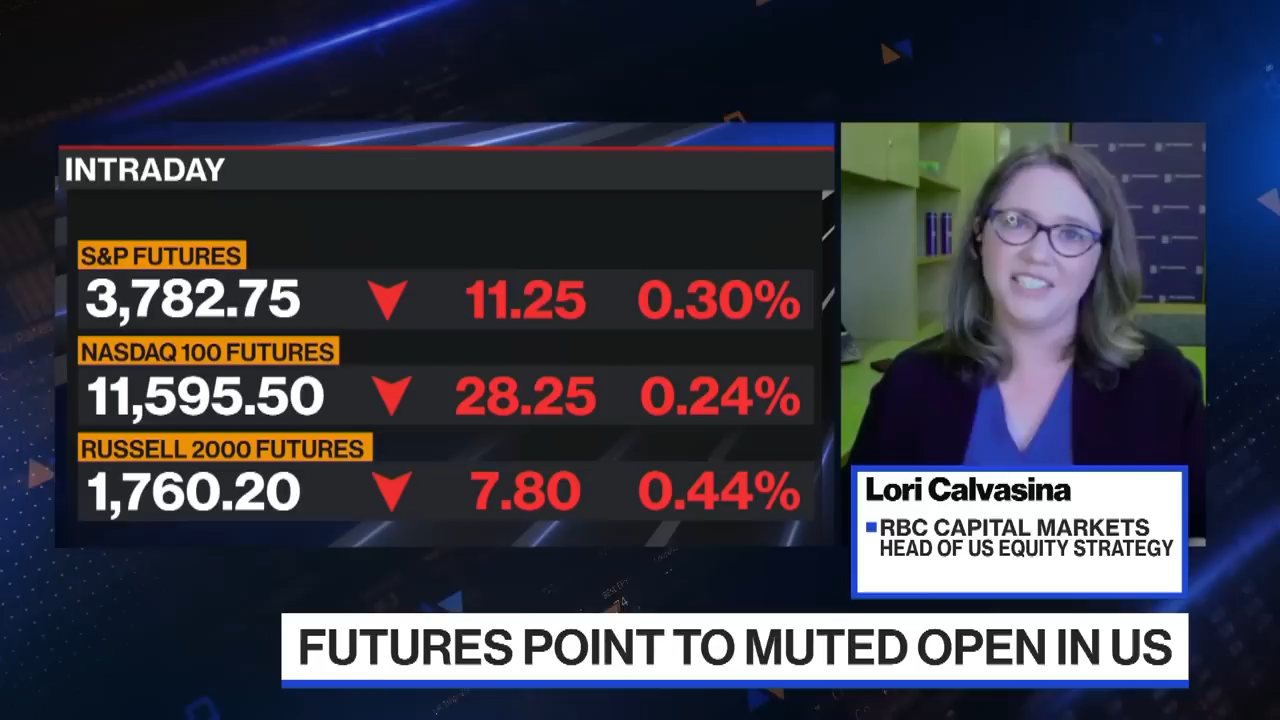 INTRADAY
S&P FUTURES
3,782.75 11.25 0.30%
NASDAQ 100 FUTURES
11,595.50 28.25 0.24%
RUSSELL 2000 FUTURES
1,760.20 7.80 0.44%
Lori Calvasina
RBC CAPITAL MARKETS
HEAD OF US EQUITY STRATEGY
FUTURES POINT TO MUTED OPEN IN US